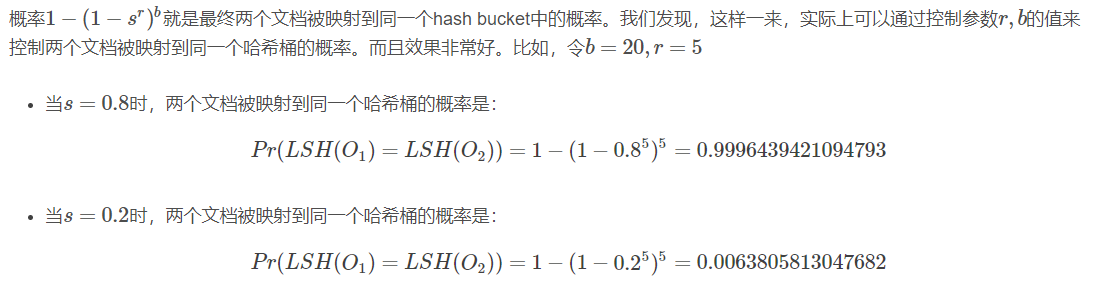 概率$1-(1-s^r)^b$就是最终两个文档被映射到同一个hash bucket中的概率。我们发现，这样一来，实际上可以通过控制参数$r,b$的值来
控制两个文档被映射到同一个哈希桶的概率。而且效果非常好。比如，令$b=20,r=5$
• 当$s=0.8$时，两个文档被映射到同一个哈希桶的概率是：
$Pr(LSH(O_1)=LSH(O_2))=1-(1-0.8^5)^5=0.9996439421094793$
• 当$s=0.2$时，两个文档被映射到同一个哈希桶的概率是：
$Pr(LSH(O_1)=LSH(O_2))=1-(1-0.2^5)^5=0.0063805813047682$